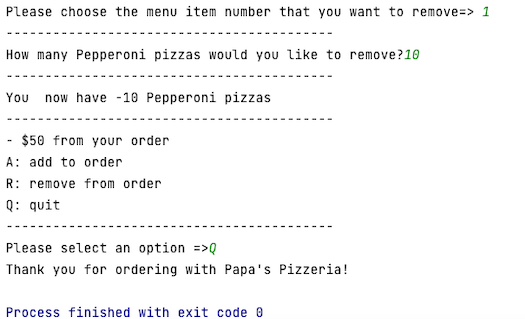 Please choose the menu item number that you want to remove=> 1
------------------------------------------
How many Pepperoni pizzas would you like to remove?10
------------------------------------------
You  now have -10 Pepperoni pizzas
------------------------------------------
- $50 from your order
A: add to order
R: remove from order
Q: quit
------------------------------------------
Please select an option =>Q
Thank you for ordering with Papa's Pizzeria!
Process finished with exit code 0